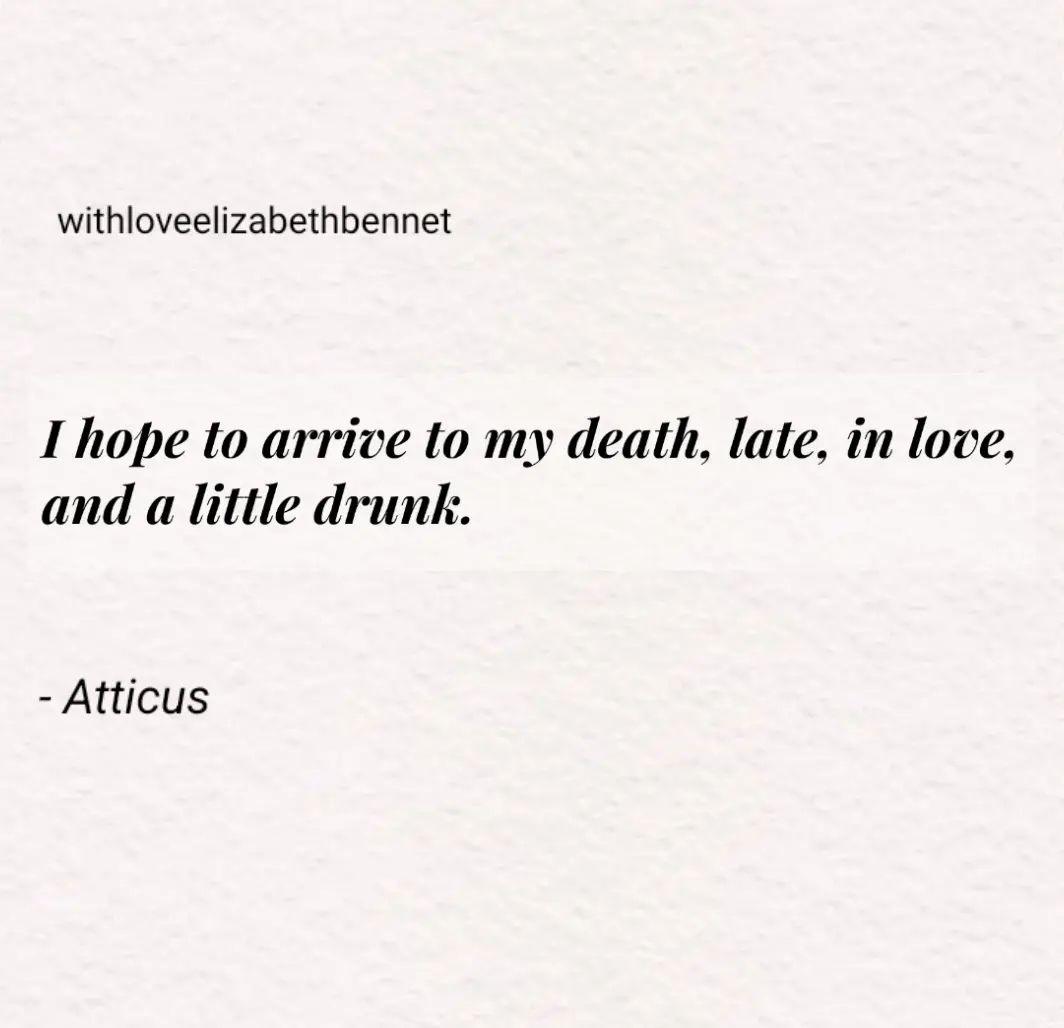 withloveelizabethbennet
I hope to arrive to my death, late, in love,
and a little drunk.
- Atticus